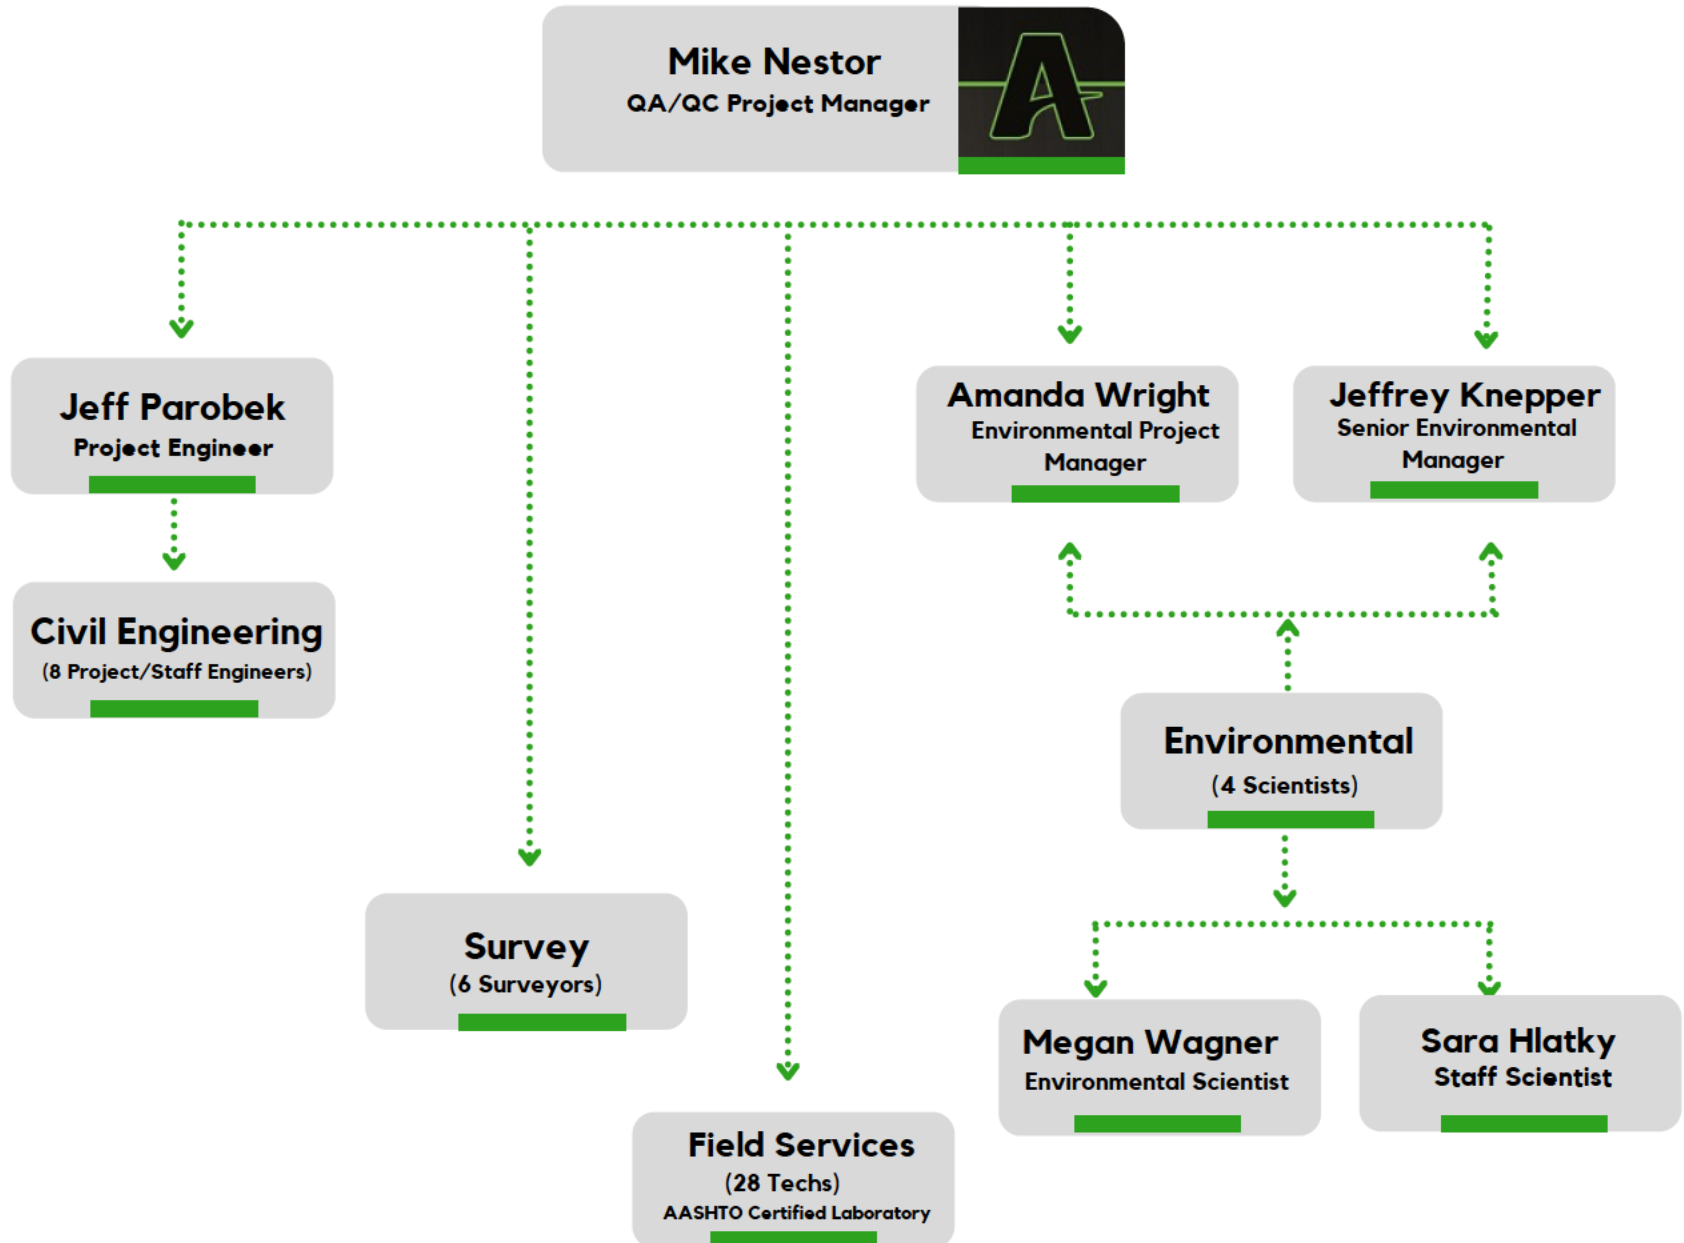 Mike Nestor
QA/QC Project Manager
A
Jeff Parobek
Project Engineer
Amanda Wright
Environmental Project
Manager
Jeffrey Knepper
Senior Environmental
Manager
Civil Engineering
(8 Project/Staff Engineers)
Environmental
(4 Scientists)
Survey
(6 Surveyors)
Megan Wagner
Environmental Scientist
Sara Hlatky
Staff Scientist
Field Services
(28 Techs)
AASHTO Certified Laboratory